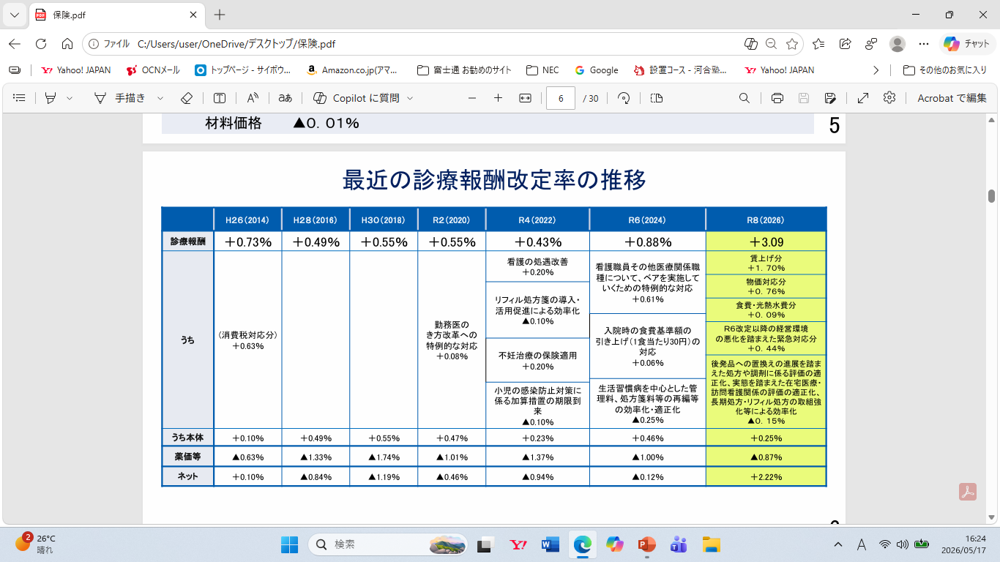 保険.pdf
ファイル C:/Users/user/OneDrive/デスクトップ/保険.pdf
チャット
Yahoo! JAPAN
OCNメール
トップページ - サイボウ...
Amazon.co.jp(アマ...
富士通 お勧めのサイト
NEC
Google
設置コース - 河合塾...
Yahoo! JAPAN
その他のお気に入り
手描き
T
A
aあ
Copilot に質問
6 / 30
Acrobat で編集
材料価格 ▲0.01%
5
最近の診療報酬改定率の推移
H26(2014) H28(2016) H30(2018) R2(2020) R4(2022) R6(2024) R8(2026)
診療報酬 +0.73% +0.49% +0.55% +0.55% +0.43% +0.88% +3.09
うち
(消費税対応分)
+0.63%
勤務医の
き方改革への
特例的な対応
+0.08%
看護の処遇改善
+0.20%
リフィル処方箋の導入・
活用促進による効率化
▲0.10%
不妊治療の保険適用
+0.20%
小児の感染防止対策に
係る加算措置の期限到
来
▲0.10%
看護職員その他医療関係職
種について、ベアを実施して
いくための特例的な対応
+0.61%
入院時の食費基準額の
引き上げ(1食当たり30円)の
対応
+0.06%
生活習慣病を中心とした管
理料、処方箋料等の再編等
の効率化・適正化
▲0.25%
賃上げ分
+1.70%
物価対応分
+0.76%
食費・光熱水費分
+0.09%
R6改定以降の経営環境
の悪化を踏まえた緊急対応分
+0.44%
後発品への置換えの進展を踏ま
えた処方や調剤に係る評価の適
正化、実態を踏まえた在宅医療・
訪問看護関係の評価の適正化、
長期処方・リフィル処方の取組強
化等による効率化
▲0.15%
うち本体 +0.10% +0.49% +0.55% +0.47% +0.23% +0.46% +0.25%
薬価等 ▲0.63% ▲1.33% ▲1.74% ▲1.01% ▲1.37% ▲1.00% ▲0.87%
ネット +0.10% ▲0.84% ▲1.19% ▲0.46% ▲0.94% ▲0.12% +2.22%
2
26°C
晴れ
検索
A
16:24
2026/05/17